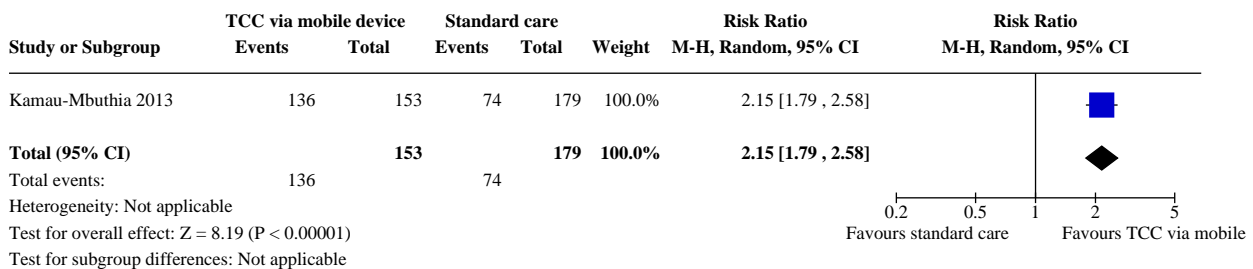 TCC via mobile device Standard care Risk Ratio Risk Ratio
Study or Subgroup Events Total Events Total Weight M-H, Random, 95% CI M-H, Random, 95% CI
Kamau-Mbuthia 2013 136 153 74 179 100.0% 2.15 [1.79 , 2.58]
Total (95% CI) 153 179 100.0% 2.15 [1.79 , 2.58]
Total events: 136 74
Heterogeneity: Not applicable
0.2 0.5 1 2 5
Test for overall effect: Z = 8.19 (P < 0.00001) Favours standard care Favours TCC via mobile
Test for subgroup differences: Not applicable